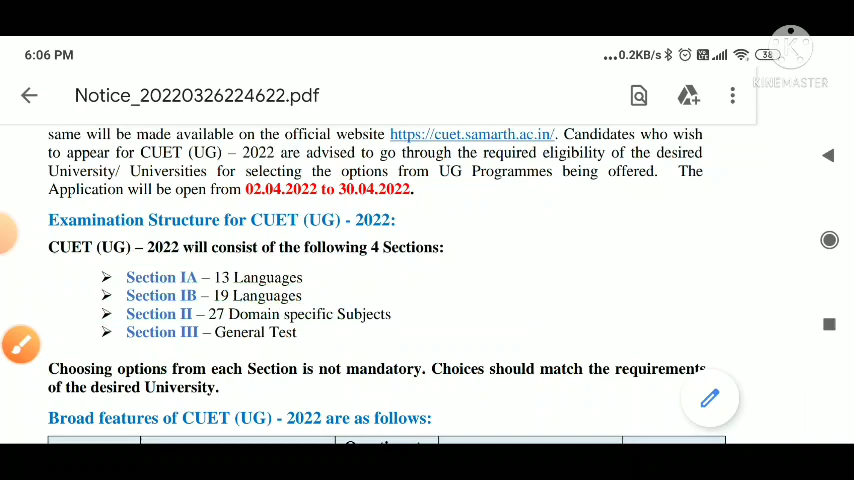 6:06 PM
...0.2KB/s
38
KINEMASTER
Notice_20220326224622.pdf
same will be made available on the official website https://cuet.samarth.ac.in/. Candidates who wish
to appear for CUET (UG) – 2022 are advised to go through the required eligibility of the desired
University/ Universities for selecting the options from UG Programmes being offered. The
Application will be open from 02.04.2022 to 30.04.2022.
Examination Structure for CUET (UG) - 2022:
CUET (UG) – 2022 will consist of the following 4 Sections:
➢ Section IA – 13 Languages
➢ Section IB – 19 Languages
➢ Section II – 27 Domain specific Subjects
➢ Section III – General Test
Choosing options from each Section is not mandatory. Choices should match the requirements
of the desired University.
Broad features of CUET (UG) - 2022 are as follows: